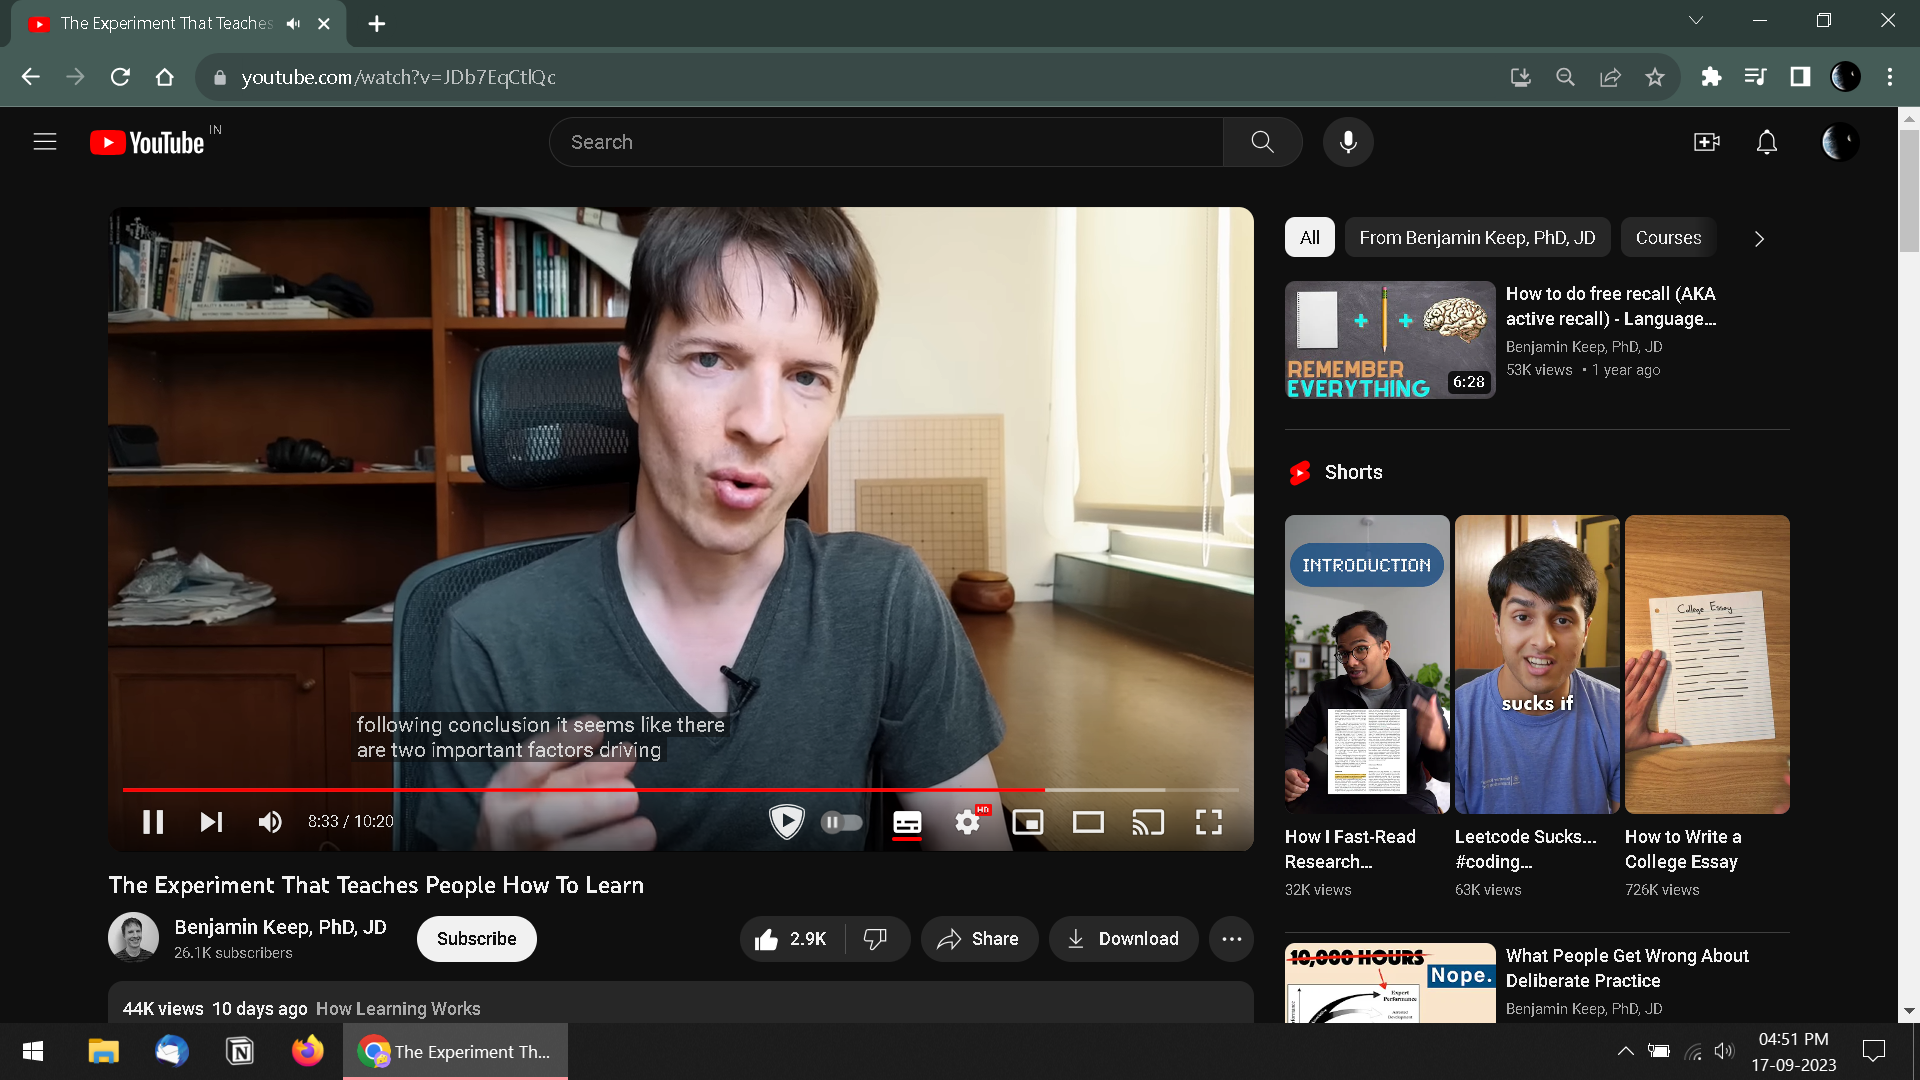 The Experiment That Teaches
youtube.com/watch?v=JDb7EqCtlQc
YouTube IN
Search
All
From Benjamin Keep, PhD, JD
Courses
REMEMBER
EVERYTHING
6:28
How to do free recall (AKA
active recall) - Language...
Benjamin Keep, PhD, JD
53K views • 1 year ago
Shorts
INTRODUCTION
sucks if
College Essay
How I Fast-Read
Research...
32K views
Leetcode Sucks...
#coding...
63K views
How to Write a
College Essay
726K views
following conclusion it seems like there
are two important factors driving
8:33 / 10:20
HD
The Experiment That Teaches People How To Learn
Benjamin Keep, PhD, JD
26.1K subscribers
Subscribe
2.9K
Share
Download
44K views 10 days ago How Learning Works
10,000 HOURS
Nope.
Expert
Performance
What People Get Wrong About
Deliberate Practice
Benjamin Keep, PhD, JD
The Experiment Th...
04:51 PM
17-09-2023